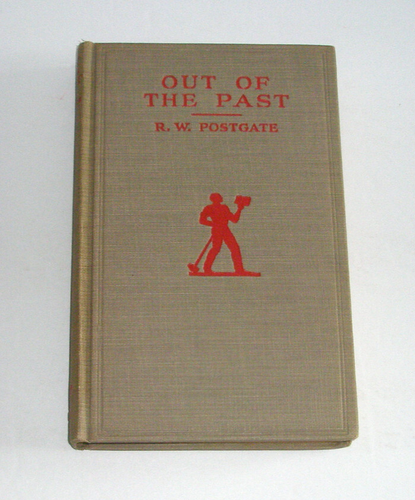 OUT OF
THE PAST
R. W. POSTGATE